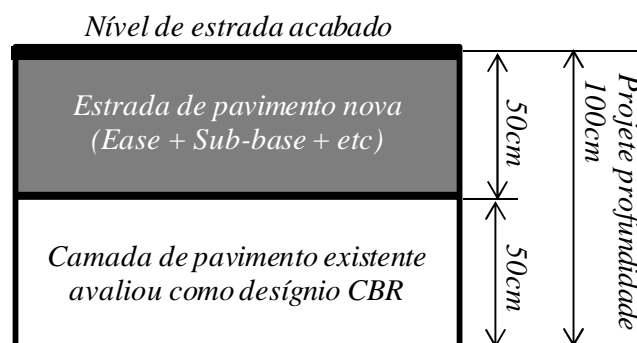 Nível de estrada acabado
Estrada de pavimento nova
(Ease + Sub-base + etc)
50cm
Camada de pavimento existente
avaliou como desígnio CBR
50cm
Projete profundidade
100cm